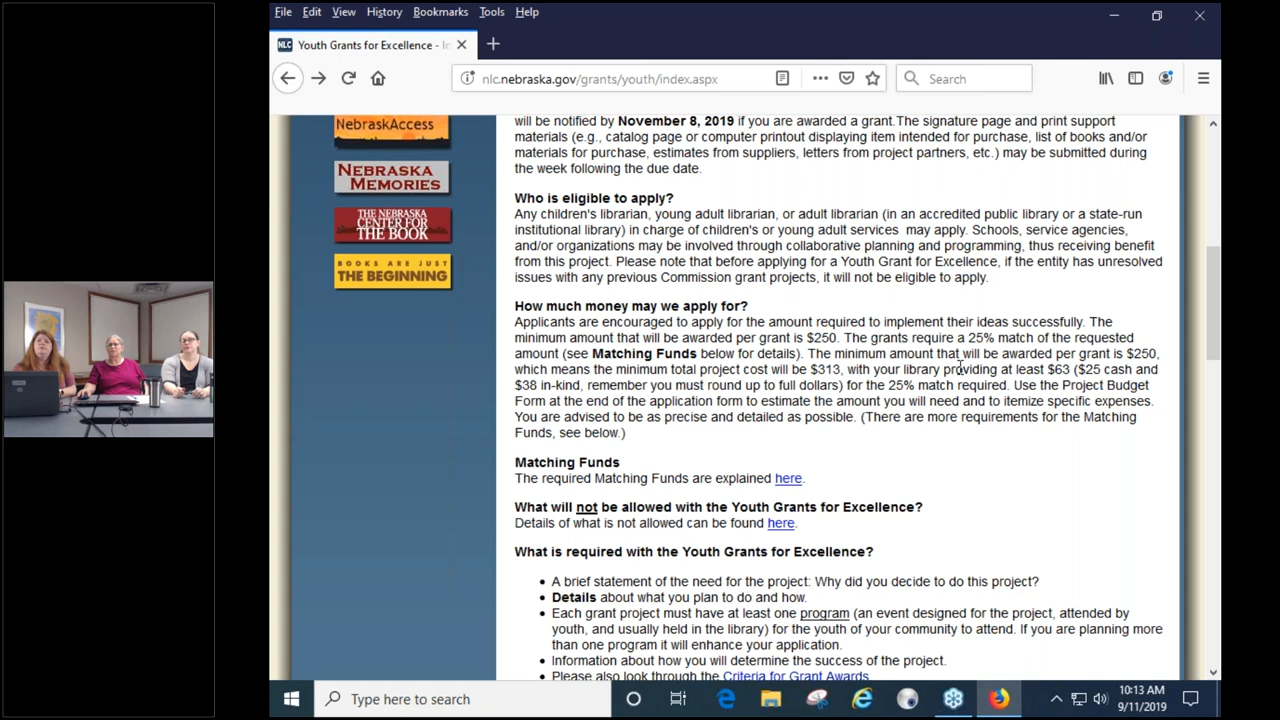 File Edit View History Bookmarks Tools Help
NLC Youth Grants for Excellence - In
nlc.nebraska.gov/grants/youth/index.aspx
Search
NebraskAccess
NEBRASKA
MEMORIES
THE NEBRASKA
CENTER FOR
THE BOOK
BOOKS ARE JUST
THE BEGINNING
will be notified by November 8, 2019 if you are awarded a grant.The signature page and print support
materials (e.g., catalog page or computer printout displaying item intended for purchase, list of books and/or
materials for purchase, estimates from suppliers, letters from project partners, etc.) may be submitted during
the week following the due date.
Who is eligible to apply?
Any children's librarian, young adult librarian, or adult librarian (in an accredited public library or a state-run
institutional library) in charge of children's or young adult services may apply. Schools, service agencies,
and/or organizations may be involved through collaborative planning and programming, thus receiving benefit
from this project. Please note that before applying for a Youth Grant for Excellence, if the entity has unresolved
issues with any previous Commission grant projects, it will not be eligible to apply.
How much money may we apply for?
Applicants are encouraged to apply for the amount required to implement their ideas successfully. The
minimum amount that will be awarded per grant is $250. The grants require a 25% match of the requested
amount (see Matching Funds below for details). The minimum amount that will be awarded per grant is $250,
which means the minimum total project cost will be $313, with your library providing at least $63 ($25 cash and
$38 in-kind, remember you must round up to full dollars) for the 25% match required. Use the Project Budget
Form at the end of the application form to estimate the amount you will need and to itemize specific expenses.
You are advised to be as precise and detailed as possible. (There are more requirements for the Matching
Funds, see below.)
Matching Funds
The required Matching Funds are explained here.
What will not be allowed with the Youth Grants for Excellence?
Details of what is not allowed can be found here.
What is required with the Youth Grants for Excellence?
• A brief statement of the need for the project: Why did you decide to do this project?
• Details about what you plan to do and how.
• Each grant project must have at least one program (an event designed for the project, attended by
youth, and usually held in the library) for the youth of your community to attend. If you are planning more
than one program it will enhance your application.
• Information about how you will determine the success of the project.
• Please also look through the Criteria for Grant Awards
Type here to search
10:13 AM
9/11/2019